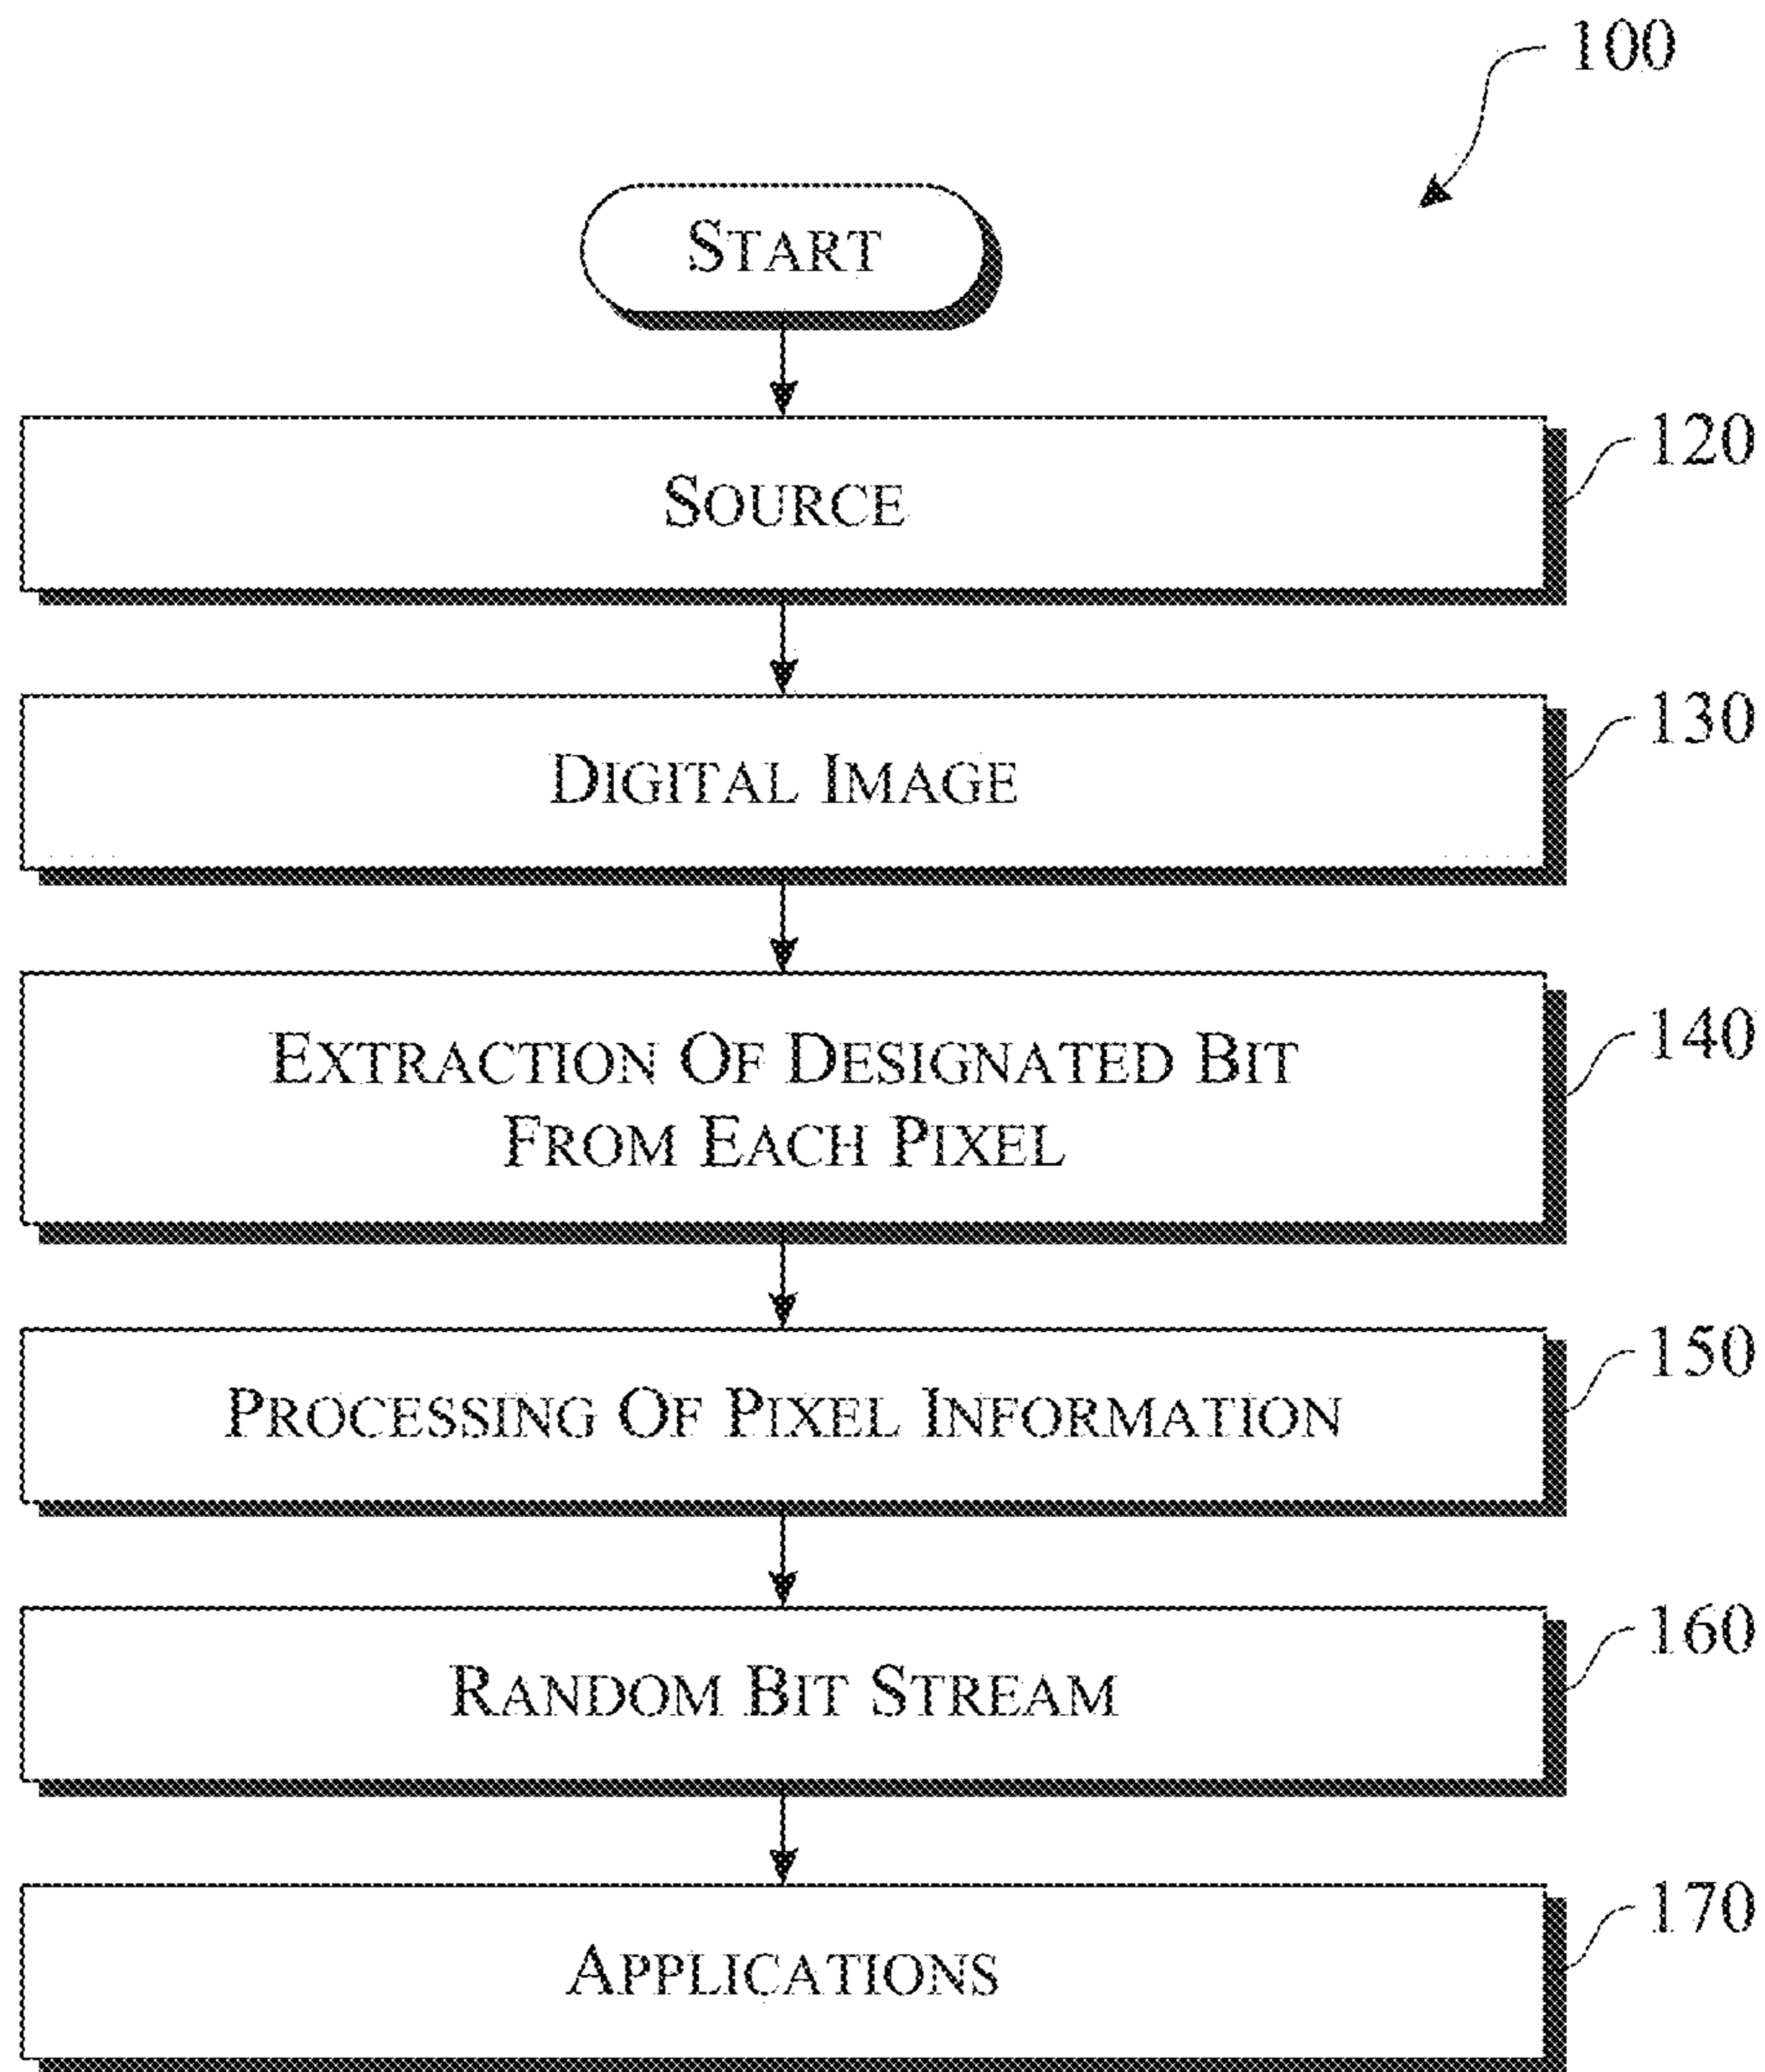 100
START
SOURCE
120
DIGITAL IMAGE
130
EXTRACTION OF DESIGNATED BIT
FROM EACH PIXEL
140
PROCESSING OF PIXEL INFORMATION
150
RANDOM BIT STREAM
160
APPLICATIONS
170